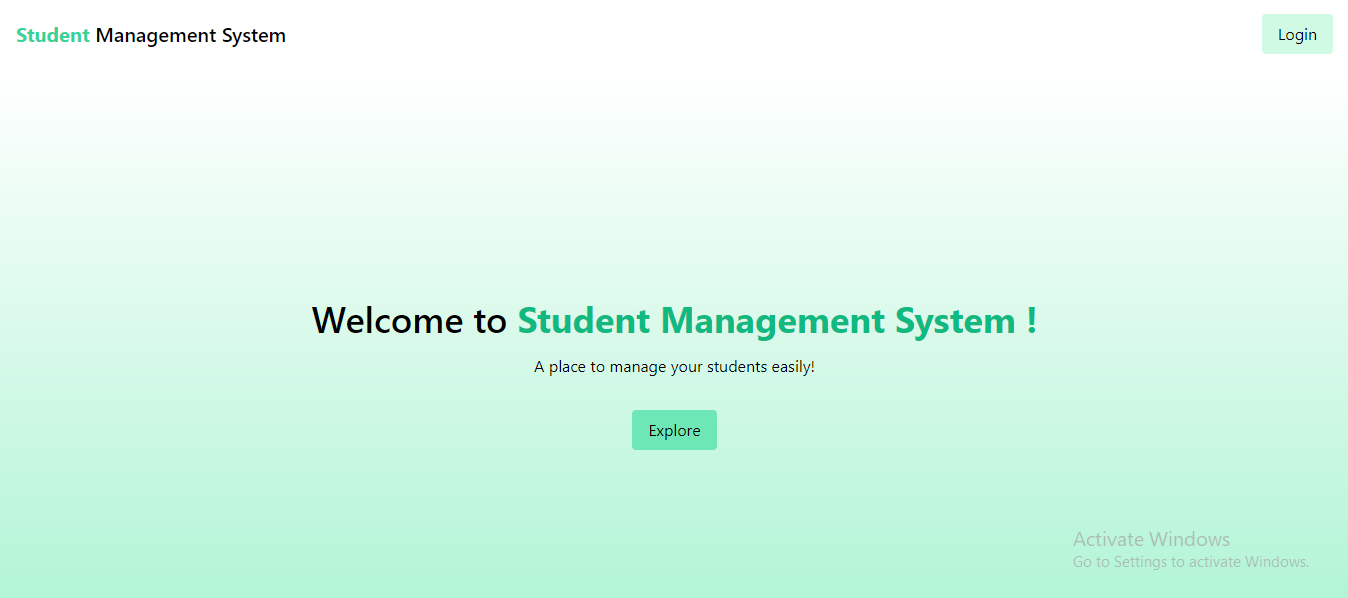 Student Management System
Login
Welcome to Student Management System !
A place to manage your students easily!
Explore
Activate Windows
Go to Settings to activate Windows.